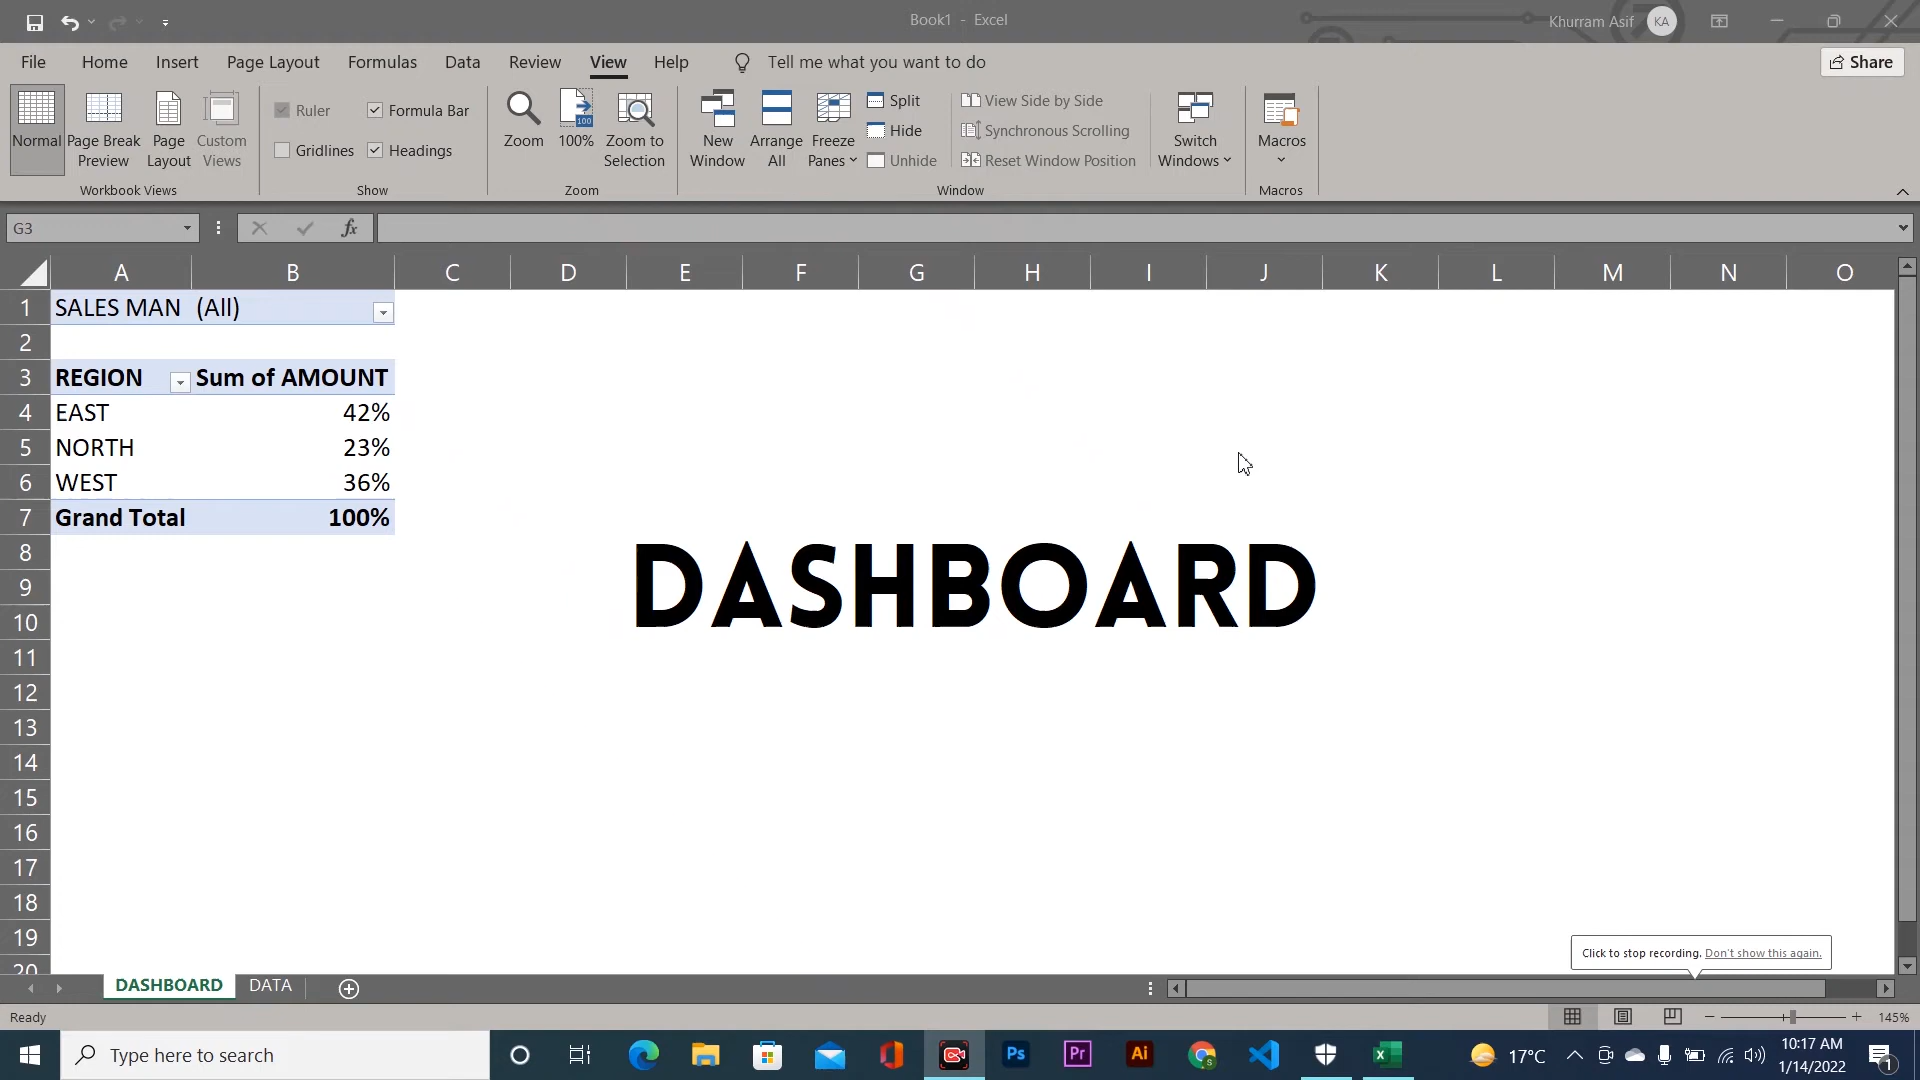 Book1 - Excel
Khurram Asif KA
File Home Insert Page Layout Formulas Data Review View Help Tell me what you want to do Share
Normal
Page Break Preview
Page Layout
Custom Views
Workbook Views
Ruler
Formula Bar
Gridlines
Headings
Show
Zoom
100
100%
Zoom to Selection
Zoom
New Window
Arrange All
Freeze Panes
Split
Hide
Unhide
View Side by Side
Synchronous Scrolling
Reset Window Position
Window
Switch Windows
Macros
Macros
G3
fx
A B C D E F G H I J K L M N O
1 SALES MAN (All)
2
3 REGION Sum of AMOUNT
4 EAST 42%
5 NORTH 23%
6 WEST 36%
7 Grand Total 100%
8
9
DASHBOARD
10
11
12
13
14
15
16
17
18
19
20
Click to stop recording. Don't show this again.
DASHBOARD DATA
Ready
145%
Type here to search
Ps
Pr
Ai
17°C
10:17 AM
1/14/2022
1